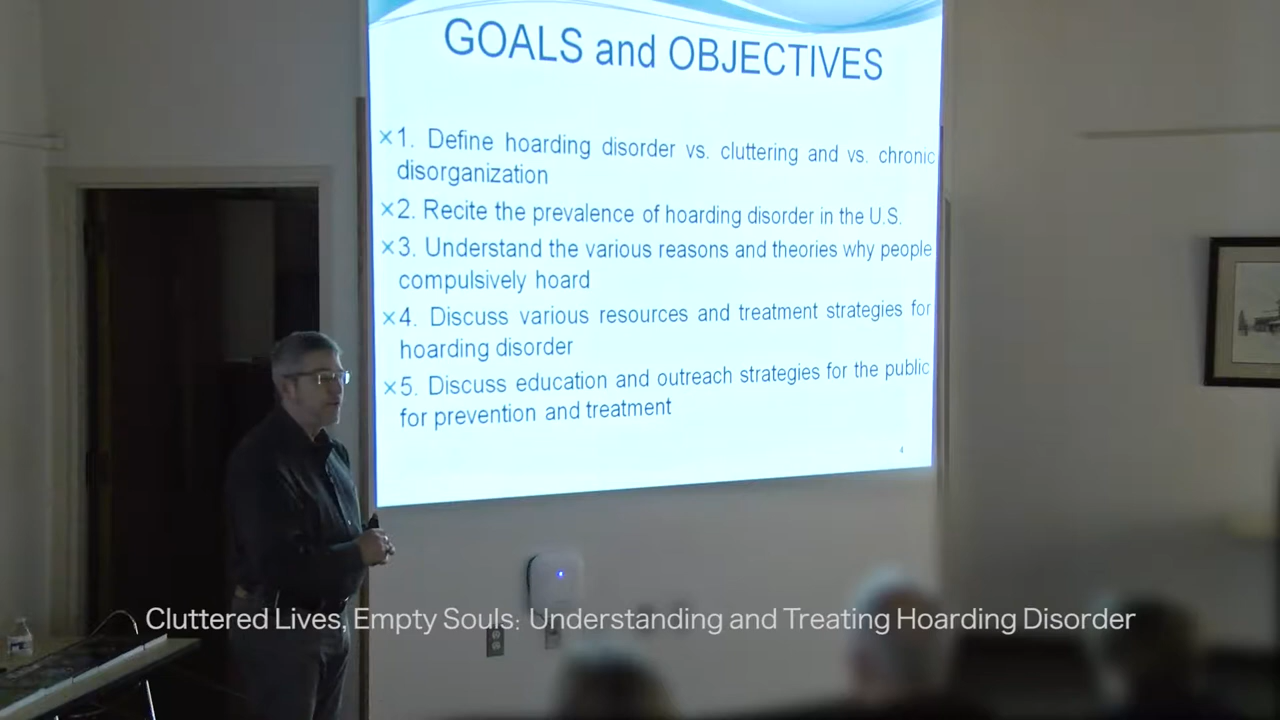 GOALS and OBJECTIVES
×1. Define hoarding disorder vs. cluttering and vs. chronic
disorganization
×2. Recite the prevalence of hoarding disorder in the U.S.
×3. Understand the various reasons and theories why people
compulsively hoard
×4. Discuss various resources and treatment strategies for
hoarding disorder
×5. Discuss education and outreach strategies for the public
for prevention and treatment
4
Cluttered Lives, Empty Souls: Understanding and Treating Hoarding Disorder